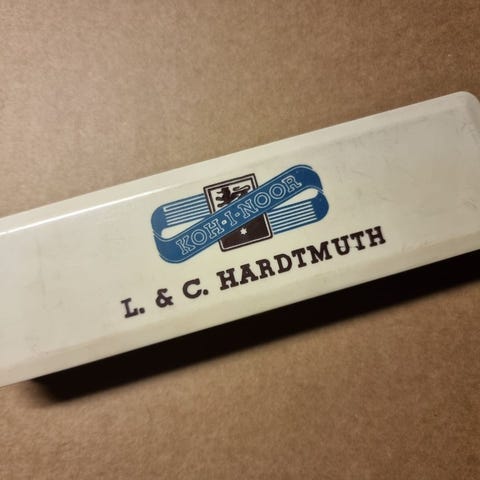 KOH-I-NOOR
L. & C. HARDTMUTH